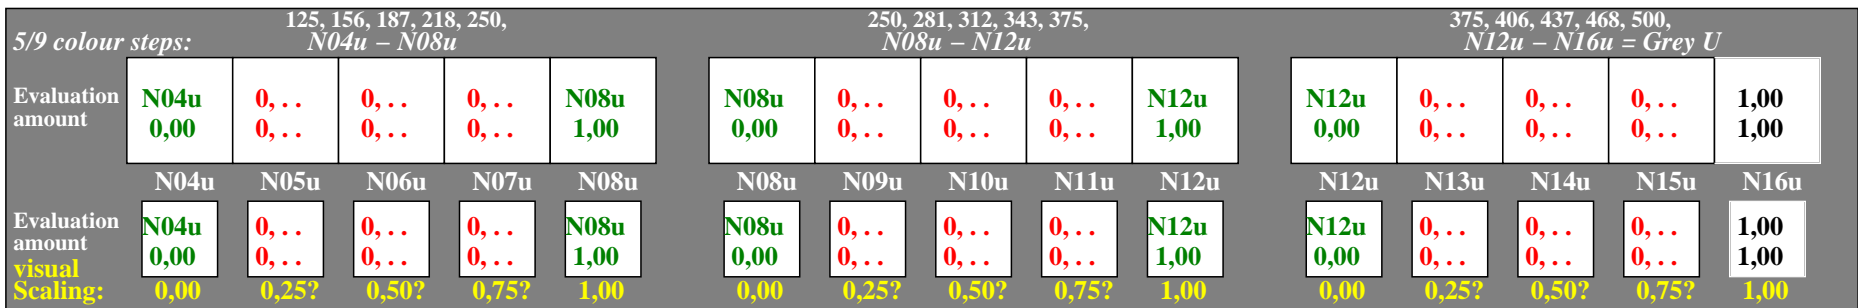 125, 156, 187, 218, 250, 250, 281, 312, 343, 375, 375, 406, 437, 468, 500,
5/9 colour steps: N04u – N08u N08u – N12u N12u – N16u = Grey U
Evaluation N04u 0, . . 0, . . 0, . . N08u N08u 0, . . 0, . . 0, . . N12u N12u 0, . . 0, . . 0, . . 1,00
amount 0,00 0, . . 0, . . 0, . . 1,00 0,00 0, . . 0, . . 0, . . 1,00 0,00 0, . . 0, . . 0, . . 1,00
N04u N05u N06u N07u N08u N08u N09u N10u N11u N12u N12u N13u N14u N15u N16u
Evaluation N04u 0, . . 0, . . 0, . . N08u N08u 0, . . 0, . . 0, . . N12u N12u 0, . . 0, . . 0, . . 1,00
amount 0,00 0, . . 0, . . 0, . . 1,00 0,00 0, . . 0, . . 0, . . 1,00 0,00 0, . . 0, . . 0, . . 1,00
visual
Scaling: 0,00 0,25? 0,50? 0,75? 1,00 0,00 0,25? 0,50? 0,75? 1,00 0,00 0,25? 0,50? 0,75? 1,00